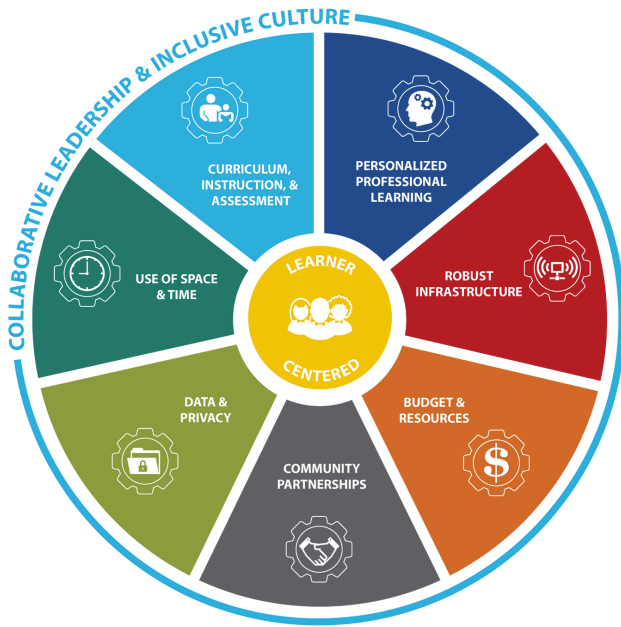 COLLABORATIVE LEADERSHIP & INCLUSIVE CULTURE
CURRICULUM,
INSTRUCTION, &
ASSESSMENT
PERSONALIZED
PROFESSIONAL
LEARNING
ROBUST
INFRASTRUCTURE
BUDGET &
RESOURCES
$
COMMUNITY
PARTNERSHIPS
DATA &
PRIVACY
USE OF SPACE
& TIME
LEARNER
CENTERED